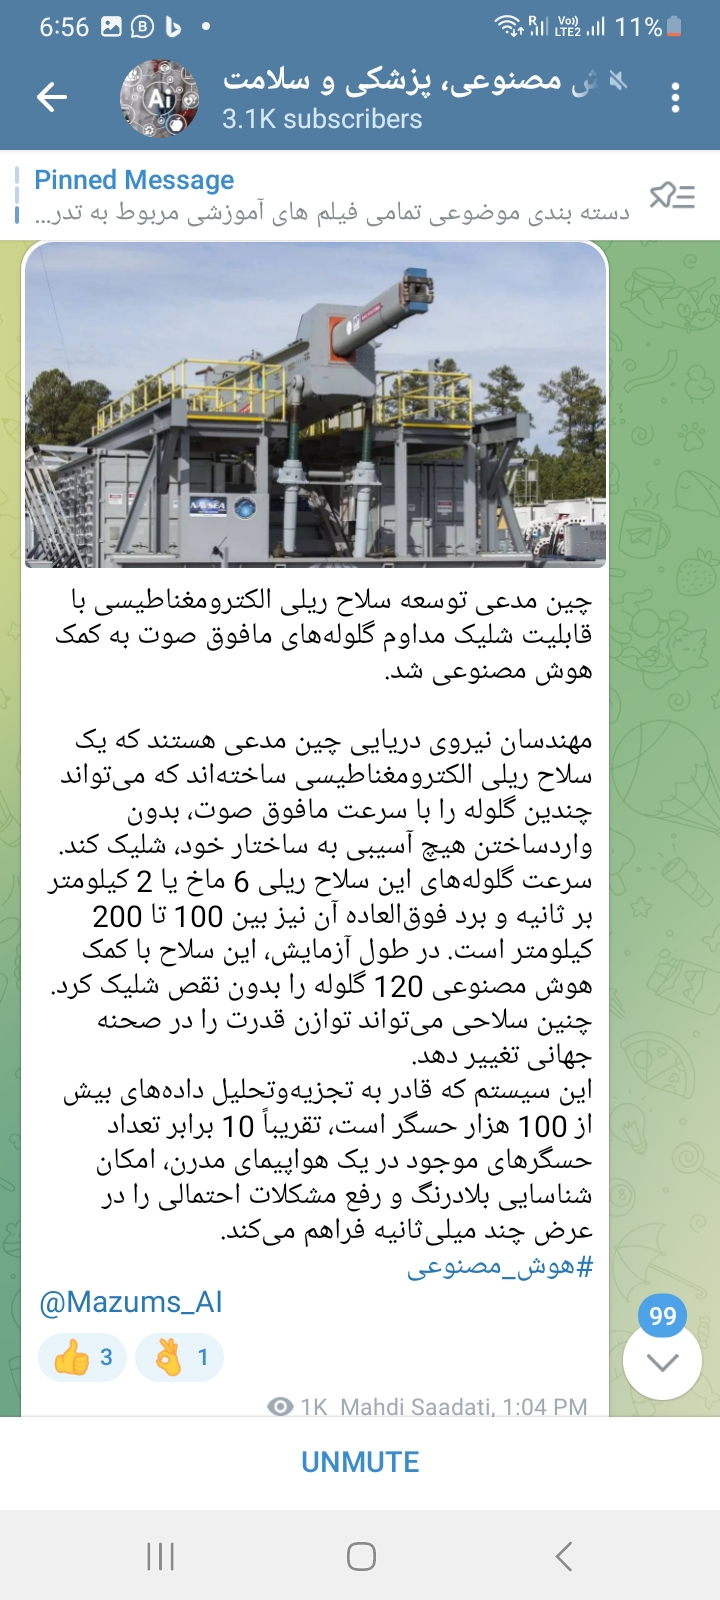 6:56
11%
ش مصنوعی، پزشکی و سلامت
3.1K subscribers
Pinned Message
دسته بندی موضوعی تمامی فیلم های آموزشی مربوط به تدر...
NAVSEA
چین مدعی توسعه سلاح ریلی الکترومغناطیسی با
قابلیت شلیک مداوم گلوله‌های مافوق صوت به کمک
هوش مصنوعی شد.
مهندسان نیروی دریایی چین مدعی هستند که یک
سلاح ریلی الکترومغناطیسی ساخته‌اند که می‌تواند
چندین گلوله را با سرعت مافوق صوت، بدون
واردساختن هیچ آسیبی به ساختار خود، شلیک کند.
سرعت گلوله‌های این سلاح ریلی 6 ماخ یا 2 کیلومتر
بر ثانیه و برد فوق‌العاده آن نیز بین 100 تا 200
کیلومتر است. در طول آزمایش، این سلاح با کمک
هوش مصنوعی 120 گلوله را بدون نقص شلیک کرد.
چنین سلاحی می‌تواند توازن قدرت را در صحنه
جهانی تغییر دهد.
این سیستم که قادر به تجزیه‌وتحلیل داده‌های بیش
از 100 هزار حسگر است، تقریباً 10 برابر تعداد
حسگرهای موجود در یک هواپیمای مدرن، امکان
شناسایی بلادرنگ و رفع مشکلات احتمالی را در
عرض چند میلی‌ثانیه فراهم می‌کند.
#هوش_مصنوعی
@Mazums_AI
3 1
99
1K Mahdi Saadati, 1:04 PM
UNMUTE